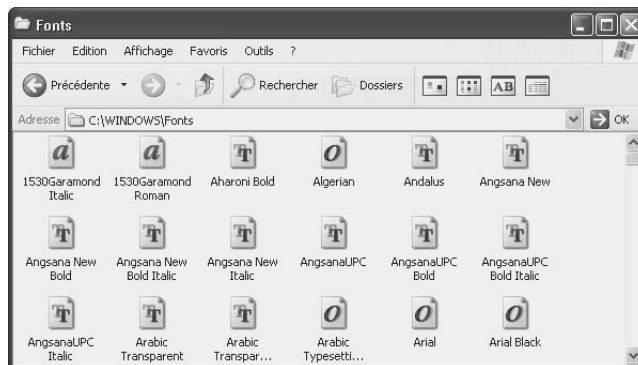 Fonts
Fichier Edition Affichage Favoris Outils ?
Précédente Rechercher Dossiers AB
Adresse C:\WINDOWS\Fonts OK
1530Garamond Italic
1530Garamond Roman
Aharoni Bold
Algerian
Andalus
Angsana New
Angsana New Bold
Angsana New Bold Italic
Angsana New Italic
AngsanaUPC
AngsanaUPC Bold
AngsanaUPC Bold Italic
AngsanaUPC Italic
Arabic Transparent
Arabic Transpar...
Arabic Typesetti...
Arial
Arial Black